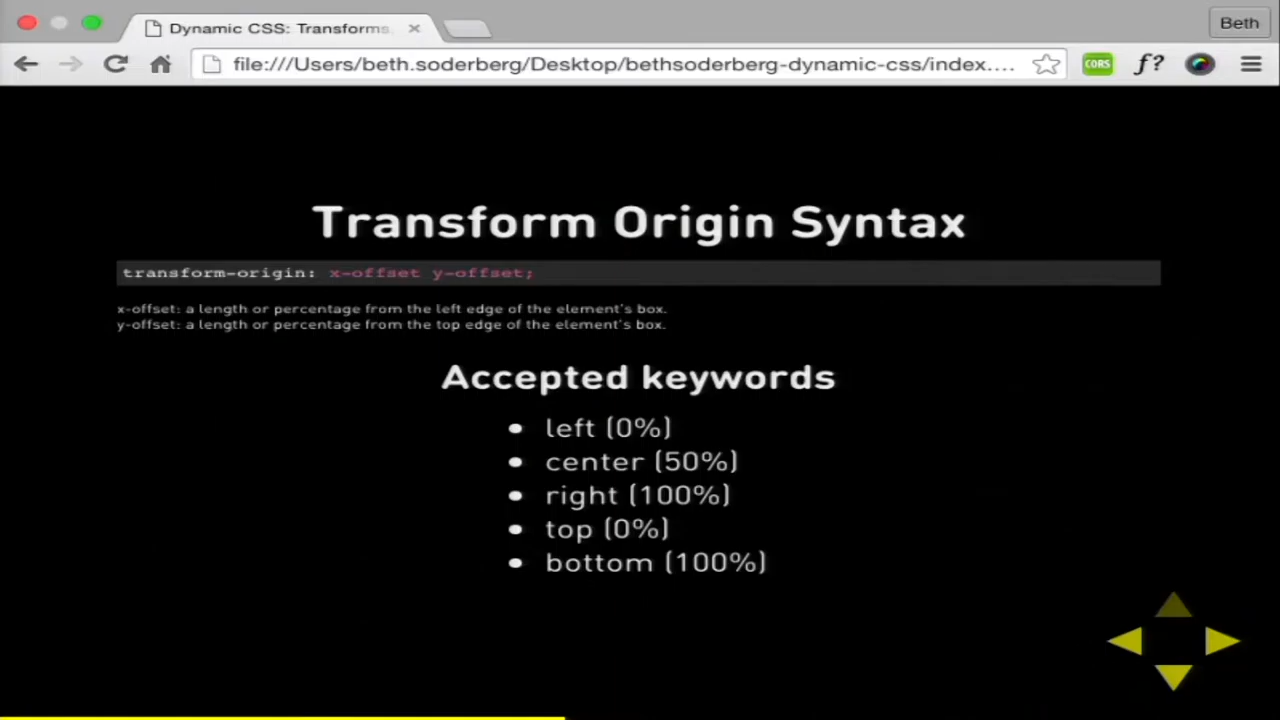 Dynamic CSS: Transforms,
Beth
file:///Users/beth.soderberg/Desktop/bethsoderberg-dynamic-css/index....
CORS
f?
Transform Origin Syntax
transform-origin: x-offset y-offset;
x-offset: a length or percentage from the left edge of the element's box.
y-offset: a length or percentage from the top edge of the element's box.
Accepted keywords
• left (0%)
• center (50%)
• right (100%)
• top (0%)
• bottom (100%)